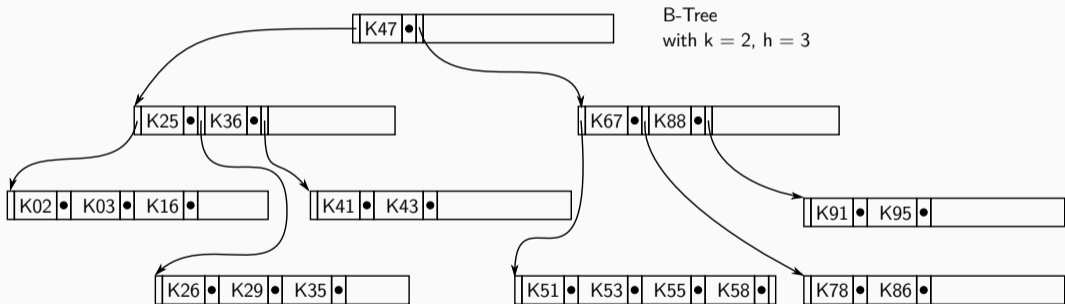 K47
B-Tree
with k = 2, h = 3
K25 K36
K67 K88
K02 K03 K16
K41 K43
K91 K95
K26 K29 K35
K51 K53 K55 K58
K78 K86